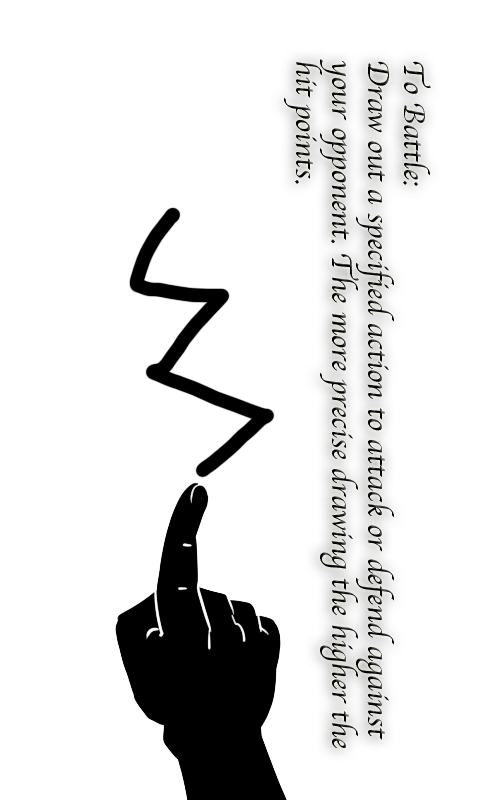 To Battle:
Draw out a specified action to attack or defend against
your opponent. The more precise drawing the higher the
hit points.